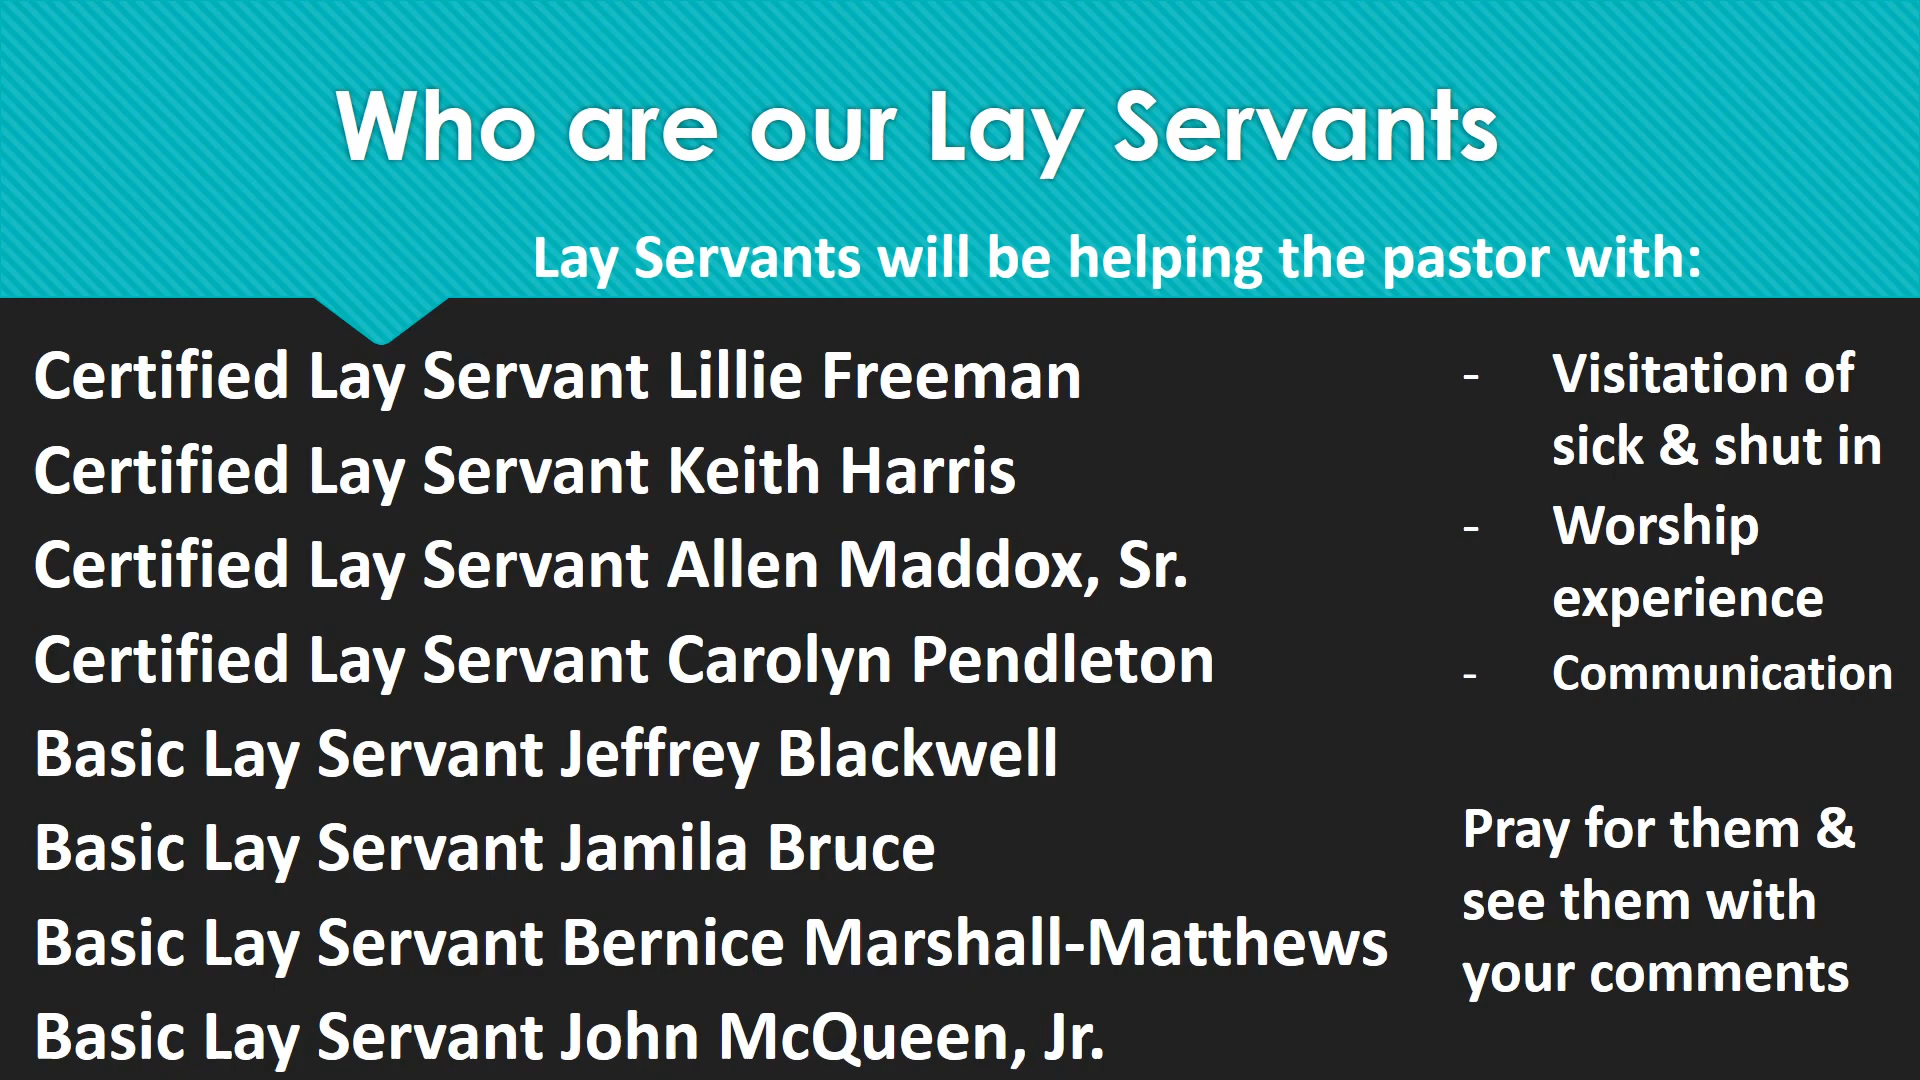 Who are our Lay Servants
Lay Servants will be helping the pastor with:
Certified Lay Servant Lillie Freeman
Certified Lay Servant Keith Harris
Certified Lay Servant Allen Maddox, Sr.
Certified Lay Servant Carolyn Pendleton
Basic Lay Servant Jeffrey Blackwell
Basic Lay Servant Jamila Bruce
Basic Lay Servant Bernice Marshall-Matthews
Basic Lay Servant John McQueen, Jr.
- Visitation of
sick & shut in
- Worship
experience
- Communication
Pray for them &
see them with
your comments